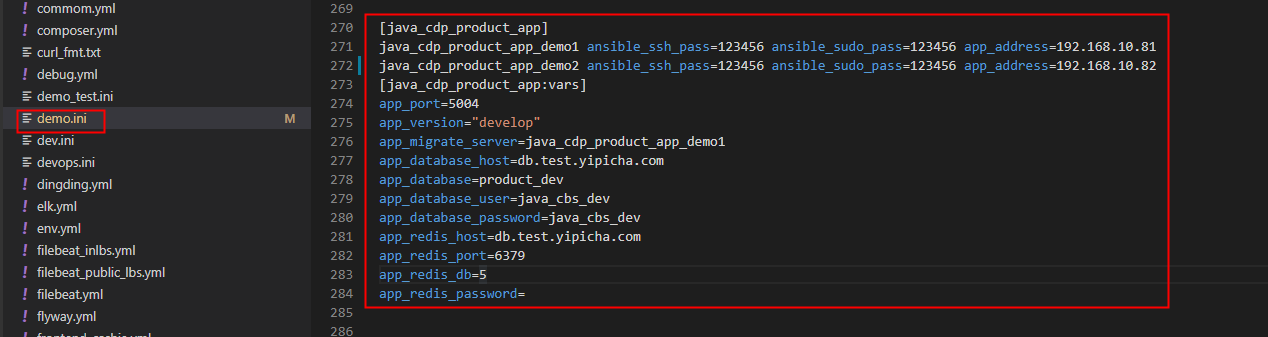 commom.yml
composer.yml
curl_fmt.txt
debug.yml
demo_test.ini
demo.ini M
dev.ini
devops.ini
dingding.yml
elk.yml
env.yml
filebeat_inlbs.yml
filebeat_public_lbs.yml
filebeat.yml
flyway.yml
269
270 [java_cdp_product_app]
271 java_cdp_product_app_demo1 ansible_ssh_pass=123456 ansible_sudo_pass=123456 app_address=192.168.10.81
272 java_cdp_product_app_demo2 ansible_ssh_pass=123456 ansible_sudo_pass=123456 app_address=192.168.10.82
273 [java_cdp_product_app:vars]
274 app_port=5004
275 app_version="develop"
276 app_migrate_server=java_cdp_product_app_demo1
277 app_database_host=db.test.yipicha.com
278 app_database=product_dev
279 app_database_user=java_cbs_dev
280 app_database_password=java_cbs_dev
281 app_redis_host=db.test.yipicha.com
282 app_redis_port=6379
283 app_redis_db=5
284 app_redis_password=
285
286